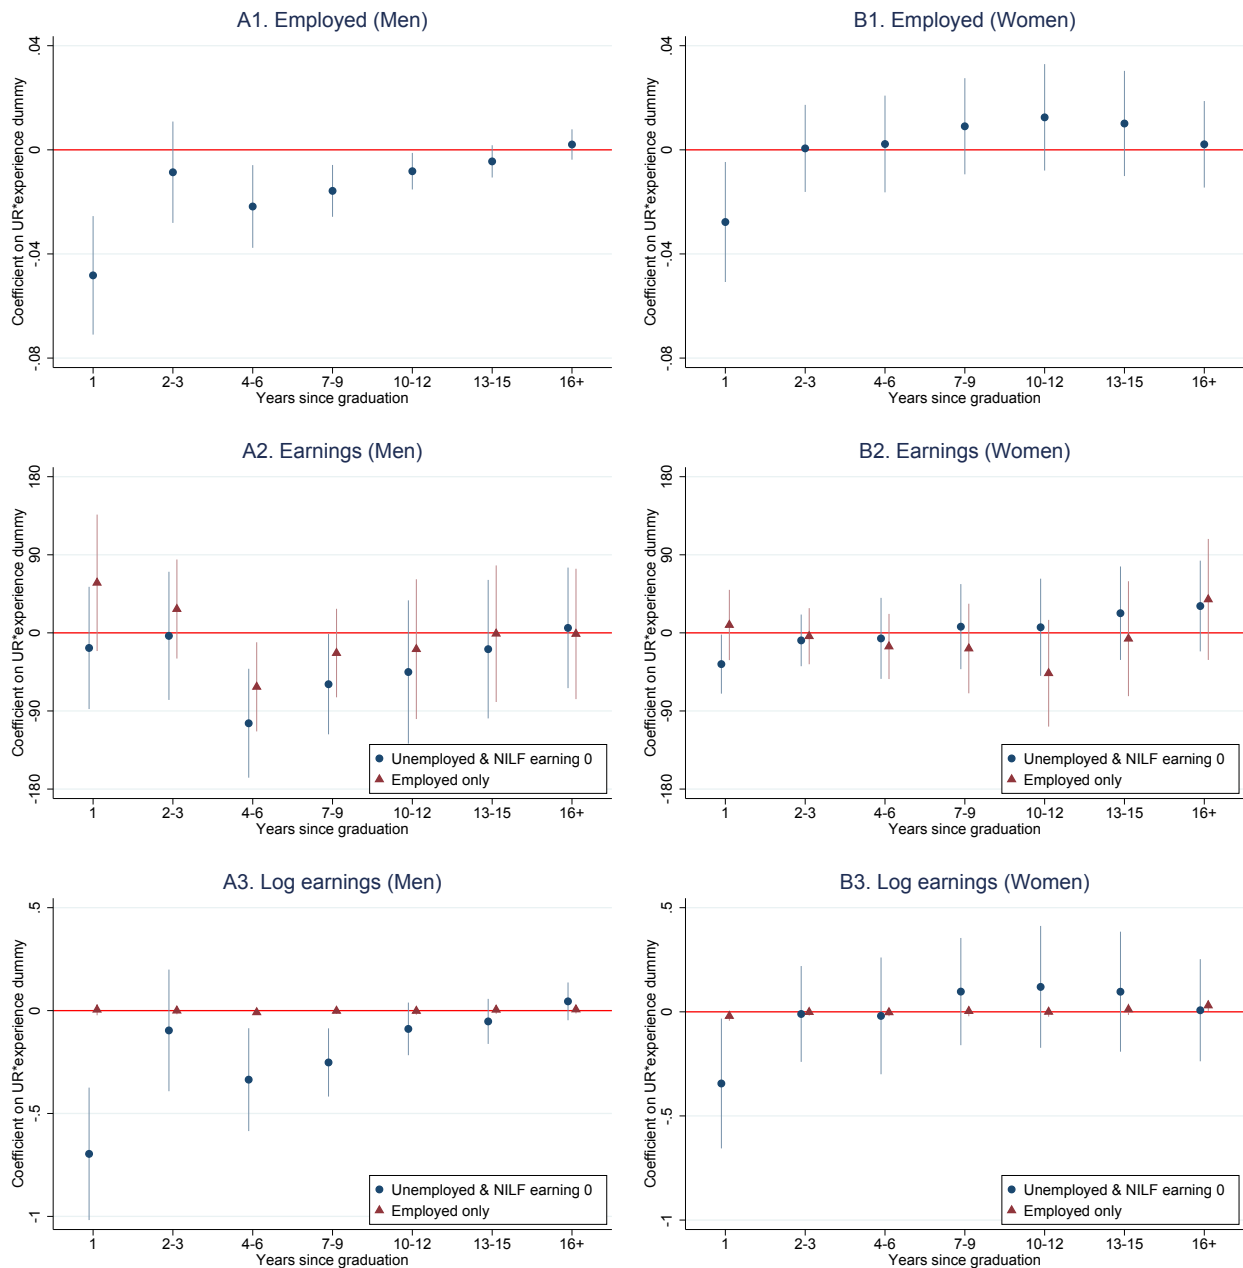 A1. Employed (Men)
Coefficient on UR*experience dummy
.04
0
-.04
-.08
1 2-3 4-6 7-9 10-12 13-15 16+
Years since graduation
B1. Employed (Women)
Coefficient on UR*experience dummy
.04
0
-.04
-.08
1 2-3 4-6 7-9 10-12 13-15 16+
Years since graduation
A2. Earnings (Men)
Coefficient on UR*experience dummy
180
90
0
-90
-180
Unemployed & NILF earning 0
Employed only
1 2-3 4-6 7-9 10-12 13-15 16+
Years since graduation
B2. Earnings (Women)
Coefficient on UR*experience dummy
180
90
0
-90
-180
Unemployed & NILF earning 0
Employed only
1 2-3 4-6 7-9 10-12 13-15 16+
Years since graduation
A3. Log earnings (Men)
Coefficient on UR*experience dummy
.5
0
-.5
-1
Unemployed & NILF earning 0
Employed only
1 2-3 4-6 7-9 10-12 13-15 16+
Years since graduation
B3. Log earnings (Women)
Coefficient on UR*experience dummy
.5
0
-.5
-1
Unemployed & NILF earning 0
Employed only
1 2-3 4-6 7-9 10-12 13-15 16+
Years since graduation